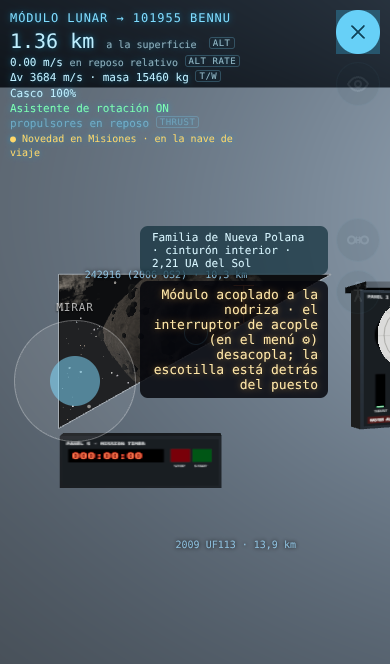 MÓDULO LUNAR → 101955 BENNU
1.36 km a la superficie ALT
0.00 m/s en reposo relativo ALT RATE
Δv 3684 m/s · masa 15460 kg T/W
Casco 100%
Asistente de rotación ON
propulsores en reposo THRUST
● Novedad en Misiones · en la nave de
viaje
Familia de Nueva Polana
· cinturón interior ·
2,21 UA del Sol
MIRAR
Módulo acoplado a la
nodriza · el
interruptor de acople
(en el menú ⚙)
desacopla; la
escotilla está detrás
del puesto
000:00:00
2009 UF113 · 13,9 km